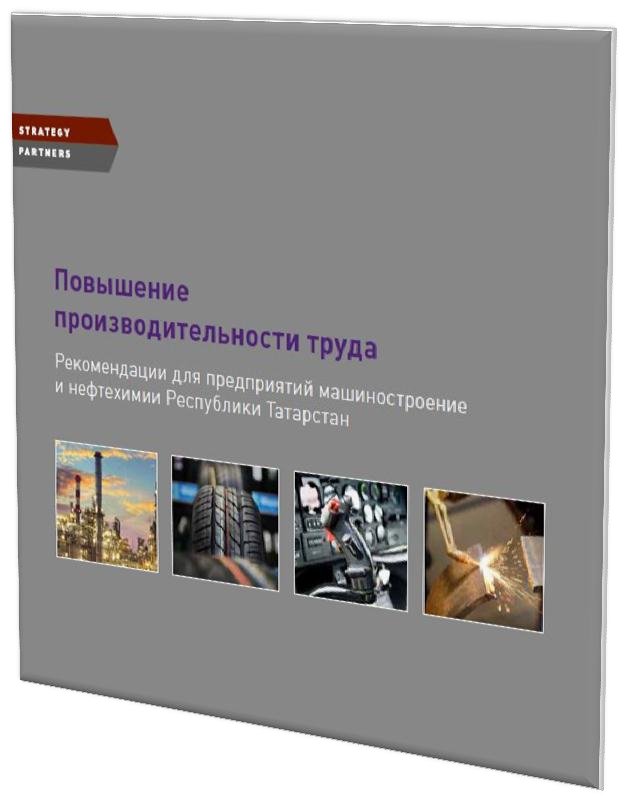 STRATEGY
PARTNERS
Повышение
производительности труда
Рекомендации для предприятий машиностроение
и нефтехимии Республики Татарстан